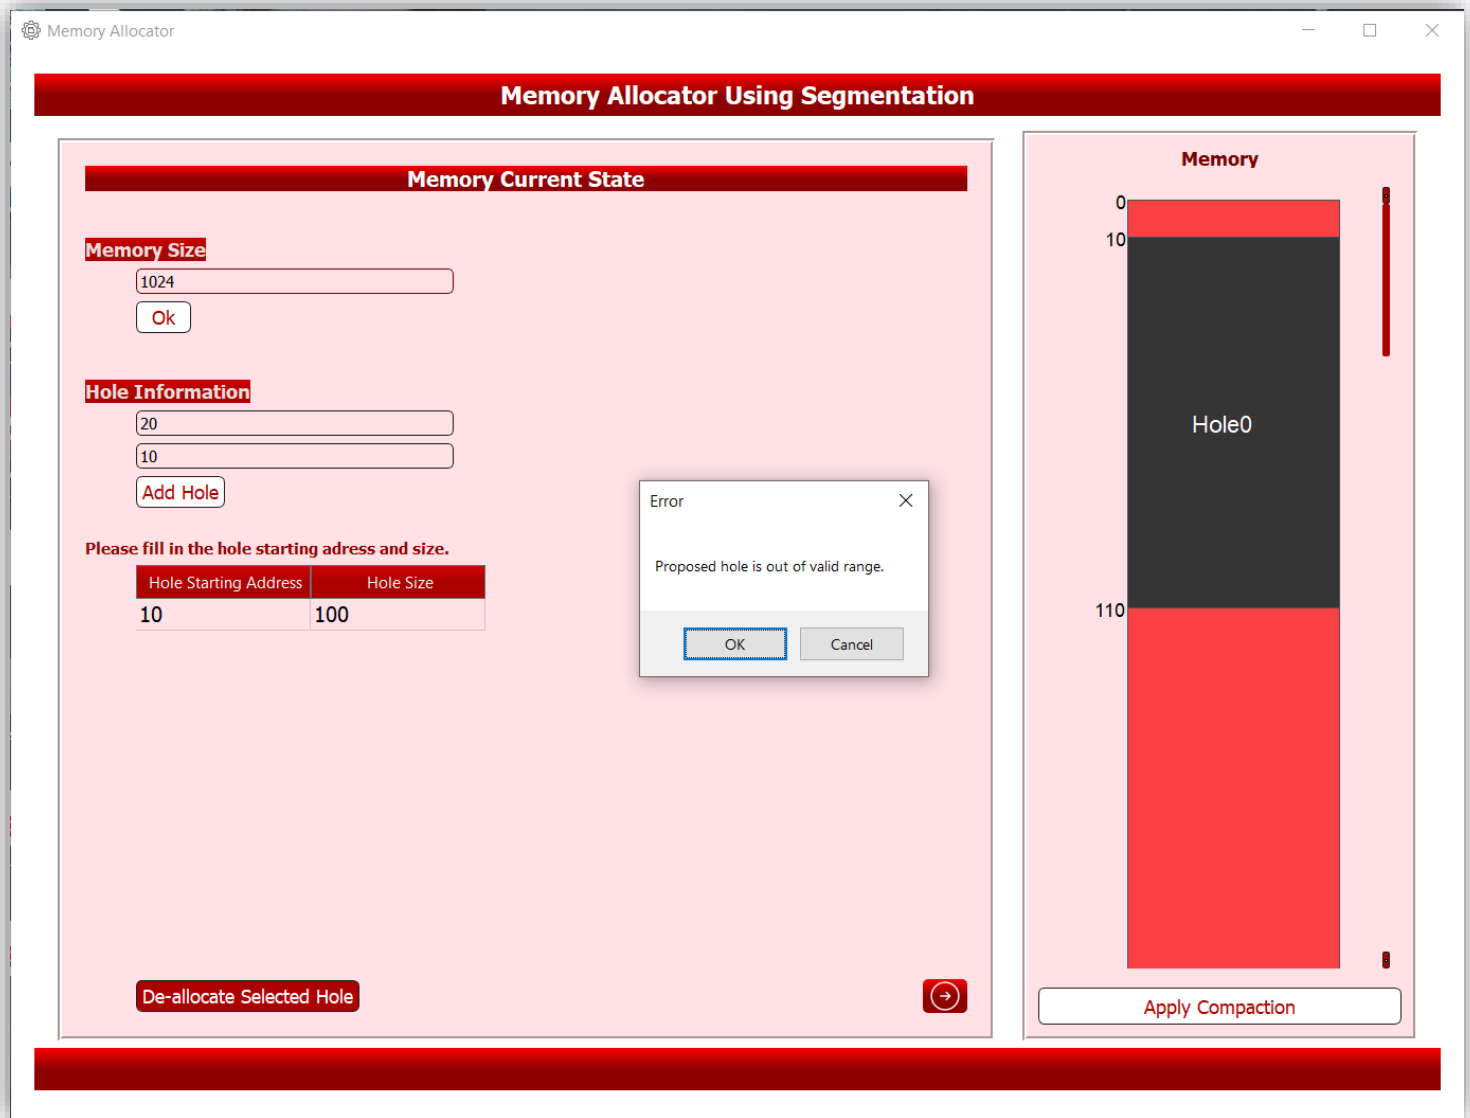 Memory Allocator
Memory Allocator Using Segmentation
Memory Current State
Memory Size
1024
Ok
Hole Information
20
10
Add Hole
Please fill in the hole starting adress and size.
Hole Starting Address Hole Size
10 100
De-allocate Selected Hole
Error
Proposed hole is out of valid range.
OK Cancel
Memory
0
10
Hole0
110
Apply Compaction